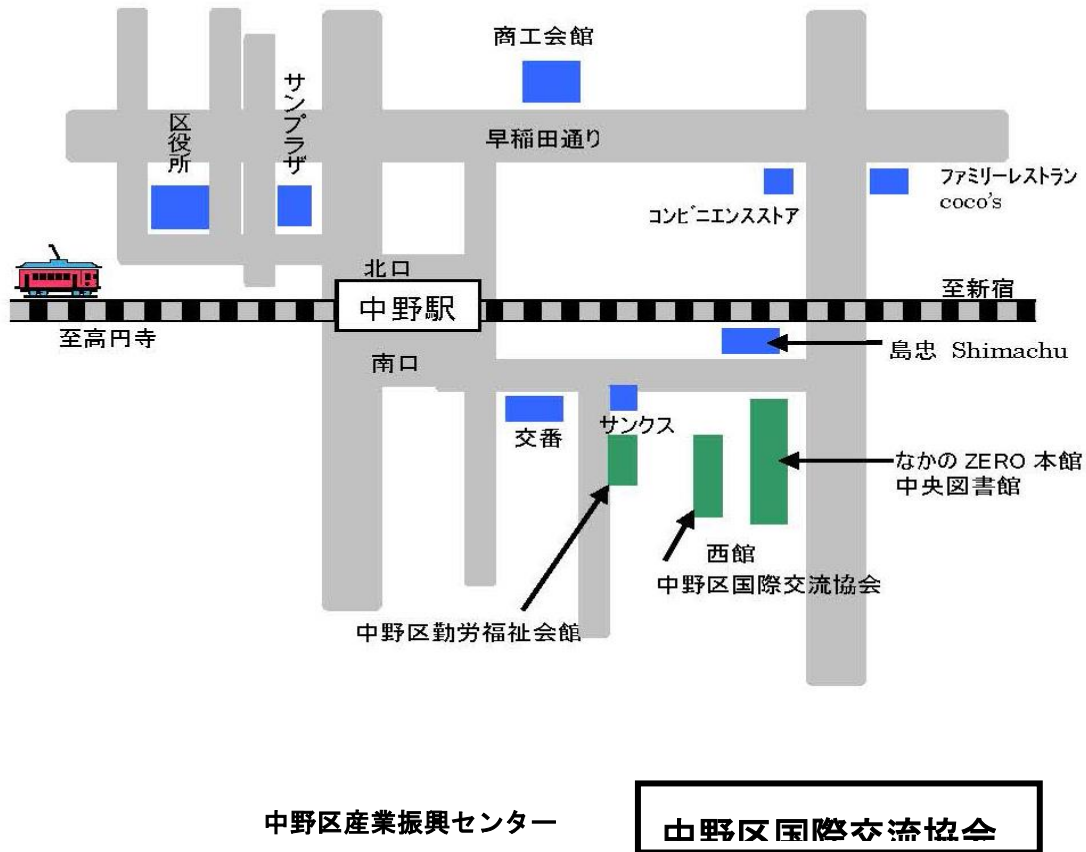 商工会館
サンプラザ
区役所
早稲田通り
ファミリーレストラン
coco's
コンビニエンスストア
北口
至新宿
中野駅
至高円寺
島忠 Shimachu
南口
サンクス
交番
なかの ZERO 本館
中央図書館
西館
中野区国際交流協会
中野区勤労福祉会館
中野区産業振興センター
中野区国際交流協会